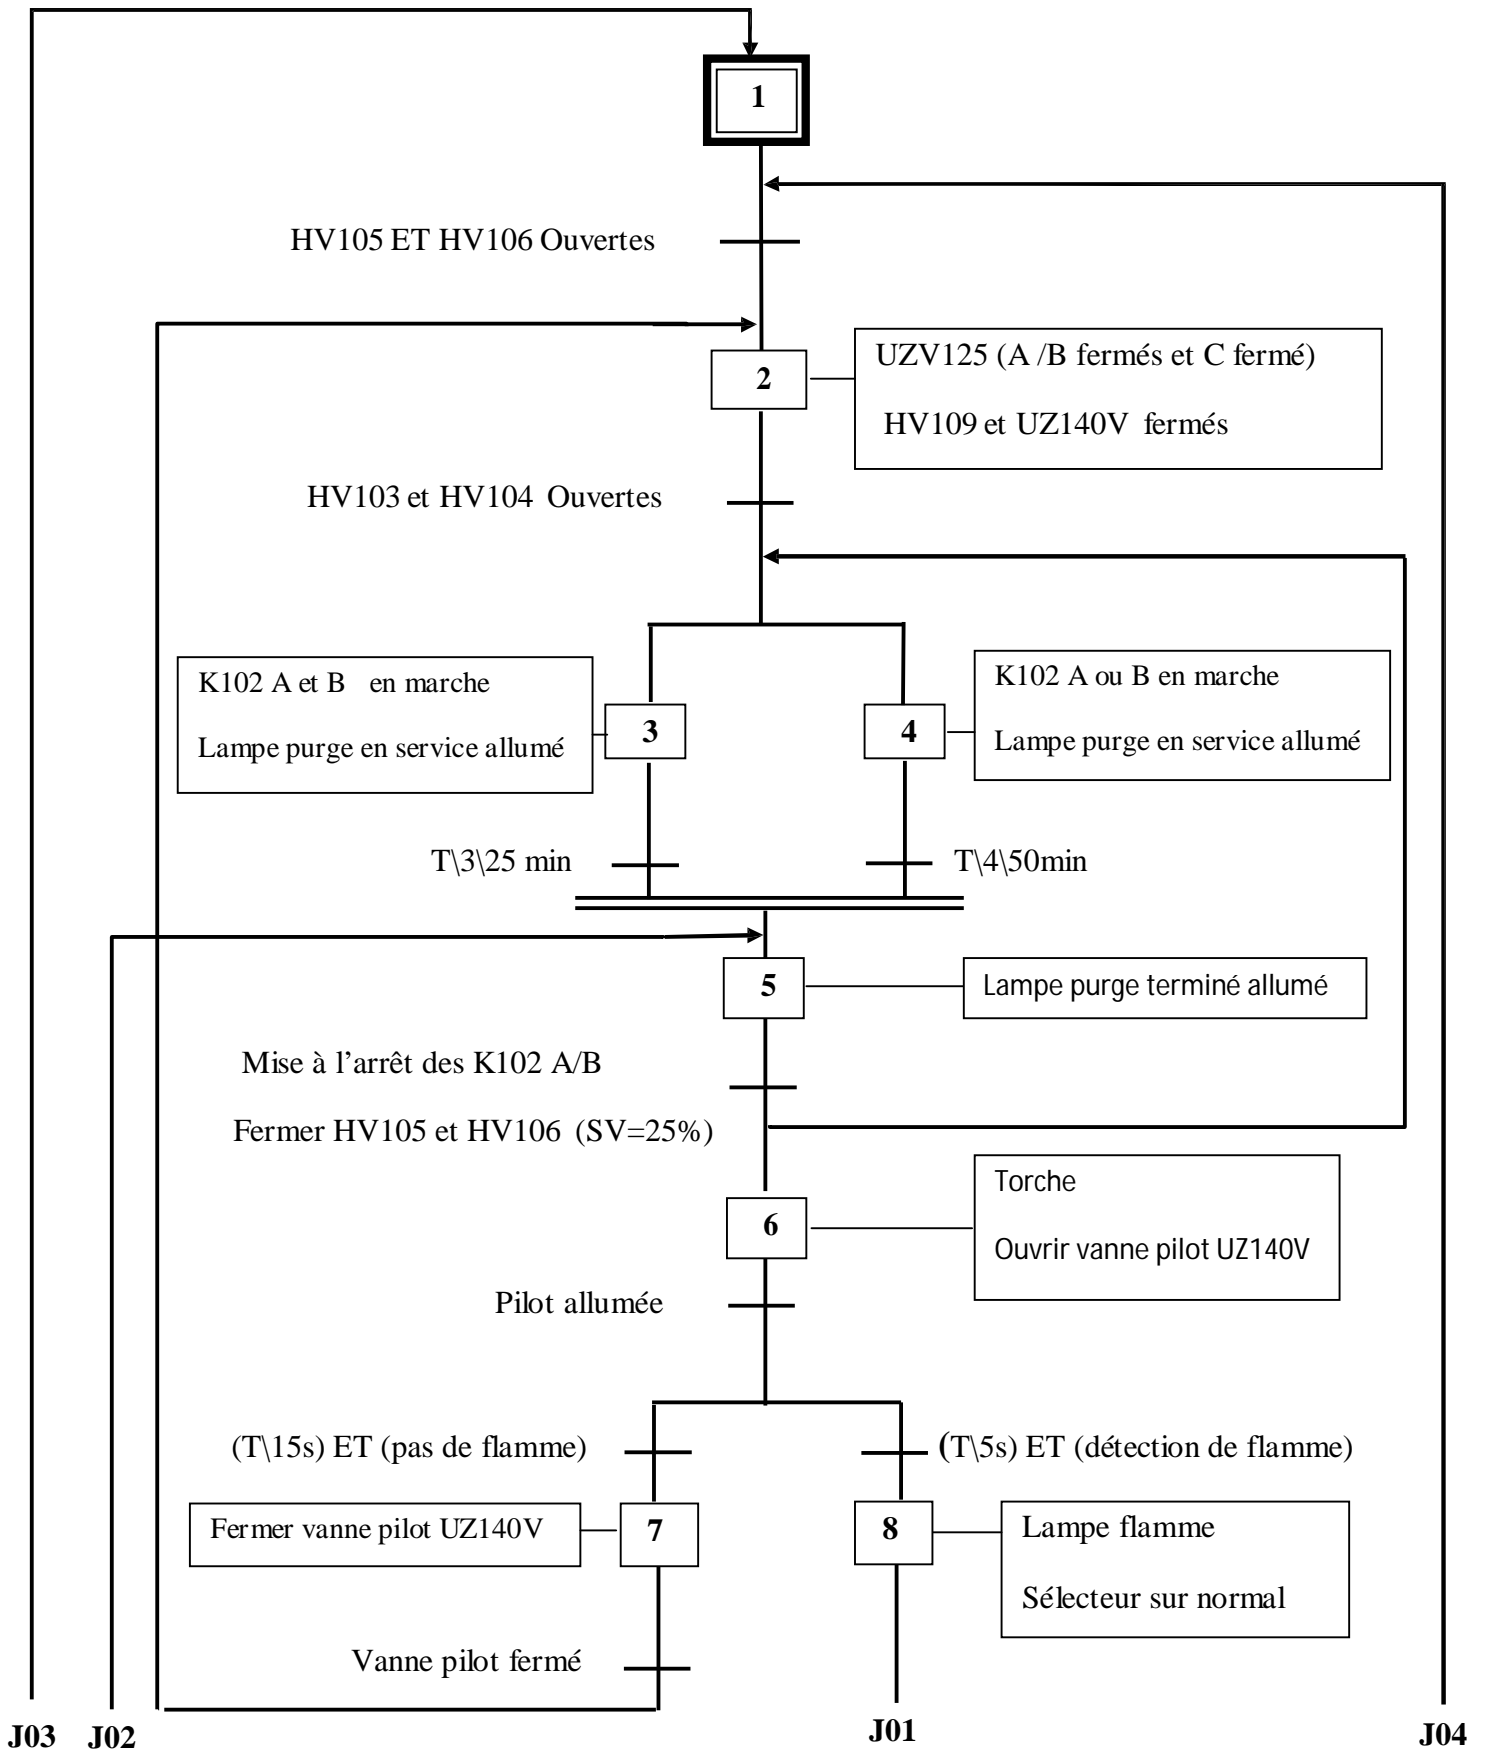 1
HV105 ET HV106 Ouvertes
2
UZV125 (A /B fermés et C fermé)
HV109 et UZ140V fermés
HV103 et HV104 Ouvertes
K102 A et B en marche
Lampe purge en service allumé
3
4
K102 A ou B en marche
Lampe purge en service allumé
T\3\25 min
T\4\50min
5
Lampe purge terminé allumé
Mise à l’arrêt des K102 A/B
Fermer HV105 et HV106 (SV=25%)
6
Torche
Ouvrir vanne pilot UZ140V
Pilot allumée
(T\15s) ET (pas de flamme)
(T\5s) ET (détection de flamme)
Fermer vanne pilot UZ140V
7
8
Lampe flamme
Sélecteur sur normal
Vanne pilot fermé
J03
J02
J01
J04